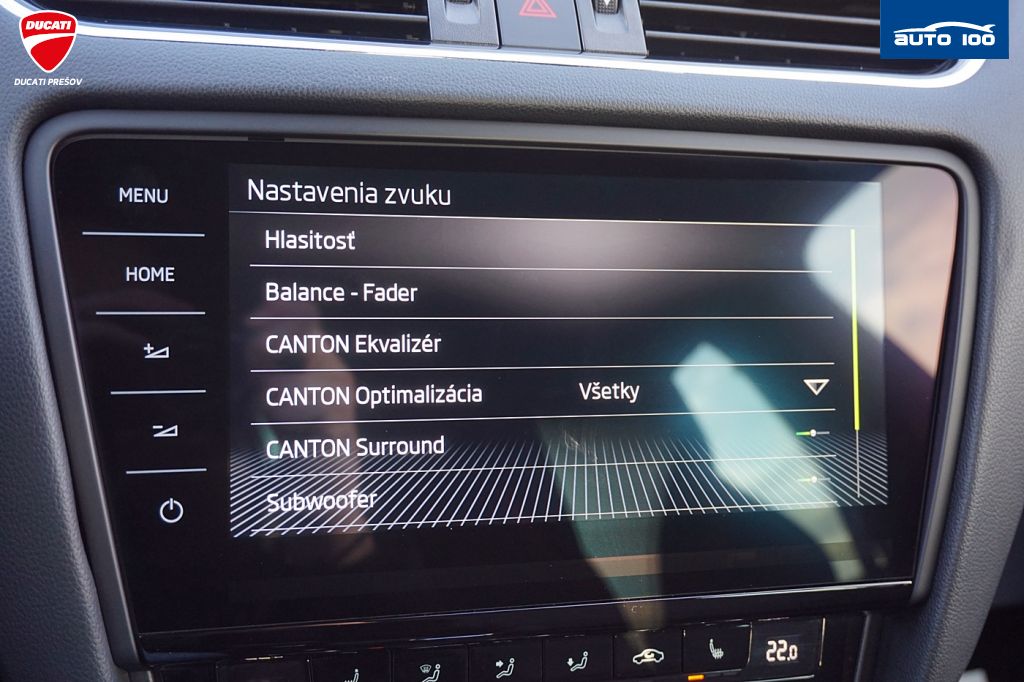 DUCATI
DUCATI PREŠOV
AUTO 100
MENU
HOME
Nastavenia zvuku
Hlasitosť
Balance - Fader
CANTON Ekvalizér
CANTON Optimalizácia Všetky
CANTON Surround
Subwoofer
22.0